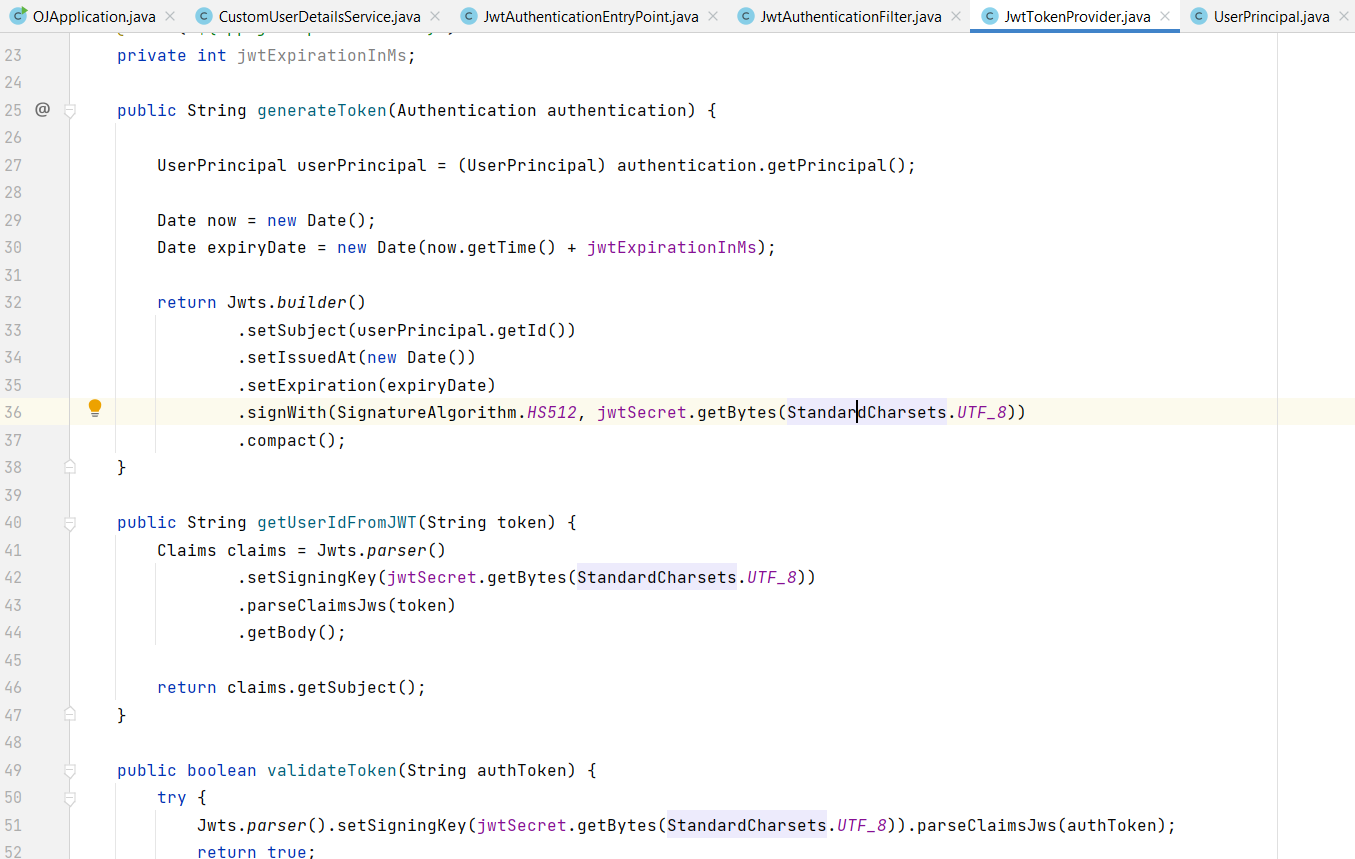 OJApplication.java CustomUserDetailsService.java JwtAuthenticationEntryPoint.java JwtAuthenticationFilter.java JwtTokenProvider.java UserPrincipal.java
23 private int jwtExpirationInMs;
24
25 @ public String generateToken(Authentication authentication) {
26
27 UserPrincipal userPrincipal = (UserPrincipal) authentication.getPrincipal();
28
29 Date now = new Date();
30 Date expiryDate = new Date(now.getTime() + jwtExpirationInMs);
31
32 return Jwts.builder()
33 .setSubject(userPrincipal.getId())
34 .setIssuedAt(new Date())
35 .setExpiration(expiryDate)
36 .signWith(SignatureAlgorithm.HS512, jwtSecret.getBytes(StandardCharsets.UTF_8))
37 .compact();
38 }
39
40 public String getUserIdFromJWT(String token) {
41 Claims claims = Jwts.parser()
42 .setSigningKey(jwtSecret.getBytes(StandardCharsets.UTF_8))
43 .parseClaimsJws(token)
44 .getBody();
45
46 return claims.getSubject();
47 }
48
49 public boolean validateToken(String authToken) {
50 try {
51 Jwts.parser().setSigningKey(jwtSecret.getBytes(StandardCharsets.UTF_8)).parseClaimsJws(authToken);
52 return true;